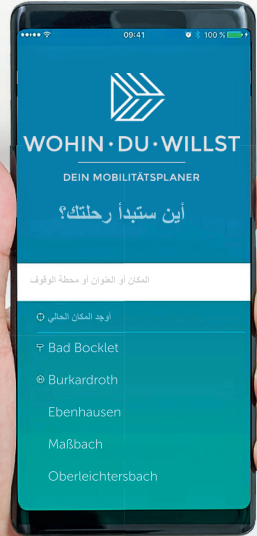 09:41 100 %
WOHIN·DU·WILLST
DEIN MOBILITÄTSPLANER
أين ستبدأ رحلتك؟
المكان أو العنوان أو محطة الوقوف
أوجد المكان الحالي
Bad Bocklet
Burkardroth
Ebenhausen
Maßbach
Oberleichtersbach